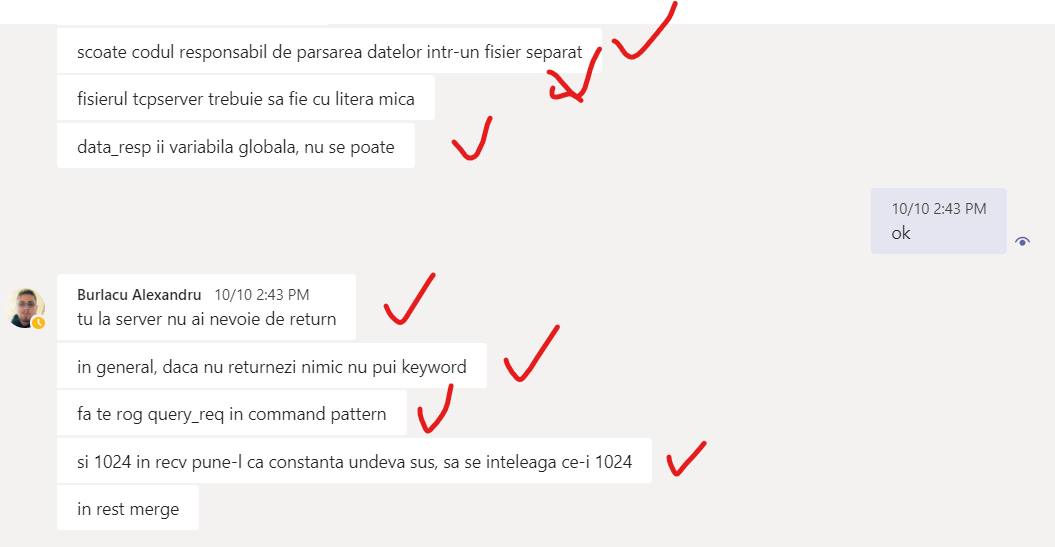 scoate codul responsabil de parsarea datelor intr-un fisier separat
fisierul tcpserver trebuie sa fie cu litera mica
data_resp ii variabila globala, nu se poate
10/10 2:43 PM
ok
Burlacu Alexandru 10/10 2:43 PM
tu la server nu ai nevoie de return
in general, daca nu returnezi nimic nu pui keyword
fa te rog query_req in command pattern
si 1024 in recv pune-l ca constanta undeva sus, sa se inteleaga ce-i 1024
in rest merge